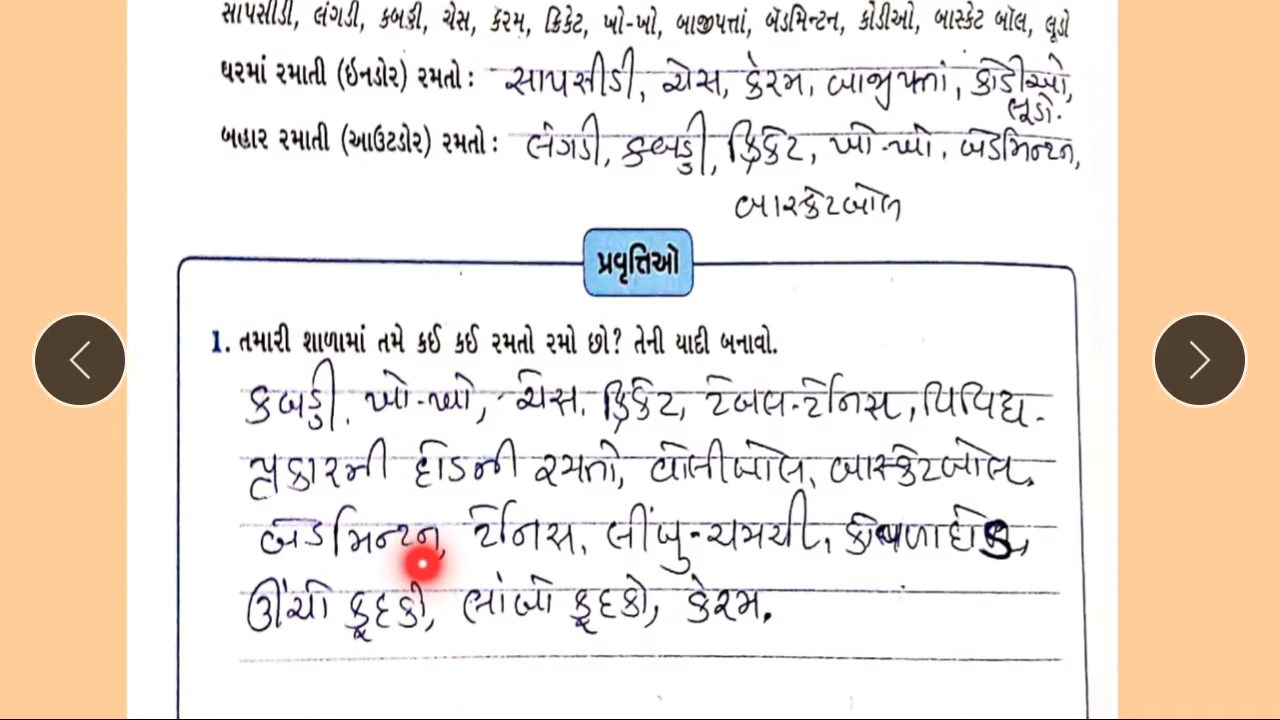 સાપસીડી, લંગડી, કબડ્ડી, ચેસ, કૅરમ, ક્રિકેટ, ખો-ખો, બાજીપત્તાં, બૅડમિન્ટન, કોડીઓ, બાસ્કેટ બૉલ, લૂડો
ઘરમાં રમાતી (ઇનડોર) રમતો : સાપસીડી, ચેસ, કેરમ, બાજીપત્તાં, કોડીઓ,
લૂડો.
બહાર રમાતી (આઉટડોર) રમતો : લંગડી, કબડ્ડી, ક્રિકેટ, ખો-ખો, બેડમિન્ટન,
બાસ્કેટબોલ
પ્રવૃત્તિઓ
1. તમારી શાળામાં તમે કઈ કઈ રમતો રમો છો? તેની યાદી બનાવો.
કબડ્ડી, ખો-ખો, ચેસ, ક્રિકેટ, ટેબલ-ટેનિસ, વિવિધ
પ્રકારની દોડની રમતો, વોલીબોલ, બાસ્કેટબોલ,
બેડમિન્ટન, ટેનિસ, લીંબુ-ચમચી, કોથળાદોડ,
ઊંચો કૂદકો, લાંબો કૂદકો, કેરમ.